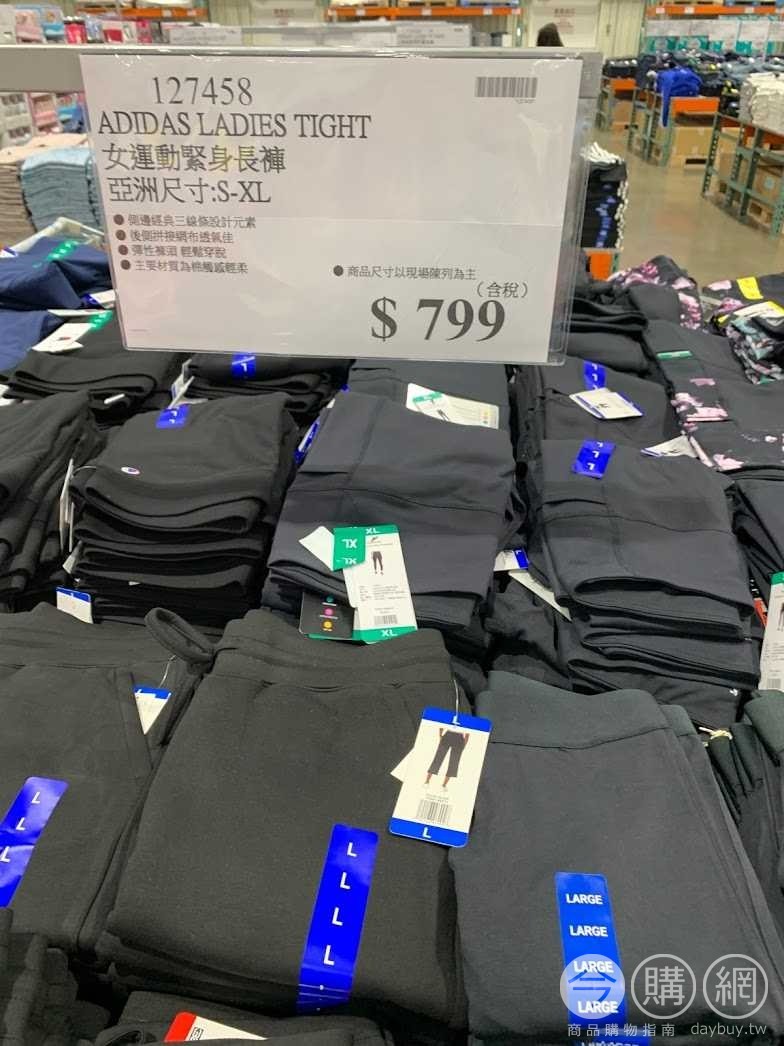 127458
ADIDAS LADIES TIGHT
女運動緊身長褲
亞洲尺寸:S-XL
● 側邊經典三線條設計元素
● 後側拼接網布透氣佳
● 彈性褲頭 輕鬆穿脫
● 主要材質為棉觸感輕柔
● 商品尺寸以現場陳列為主
(含稅)
$ 799
L
L
L
XL
XL
XL
XL
L
L
L
L
L
L
L
L
L
LARGE
LARGE
LARGE
LARGE
今購網
商品購物指南 daybuy.tw